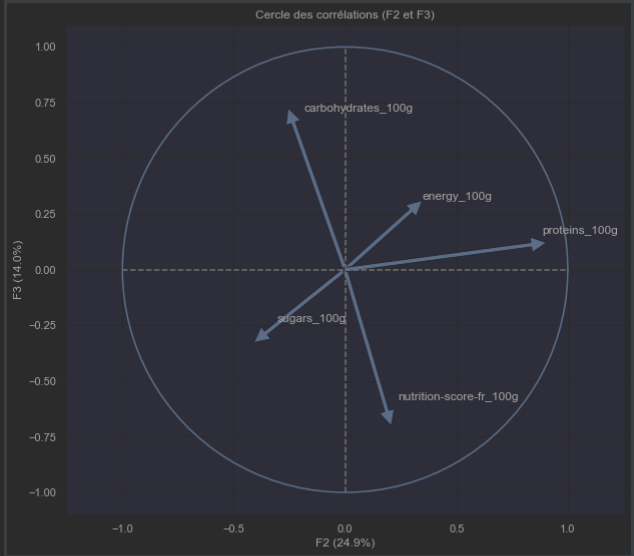 Cercle des corrélations (F2 et F3)
1.00
carbohydrates_100g
0.75
0.50
energy_100g
0.25
proteins_100g
F3 (14.0%)
0.00
sugars_100g
−0.25
−0.50
nutrition-score-fr_100g
−0.75
−1.00
−1.0 −0.5 0.0 0.5 1.0
F2 (24.9%)